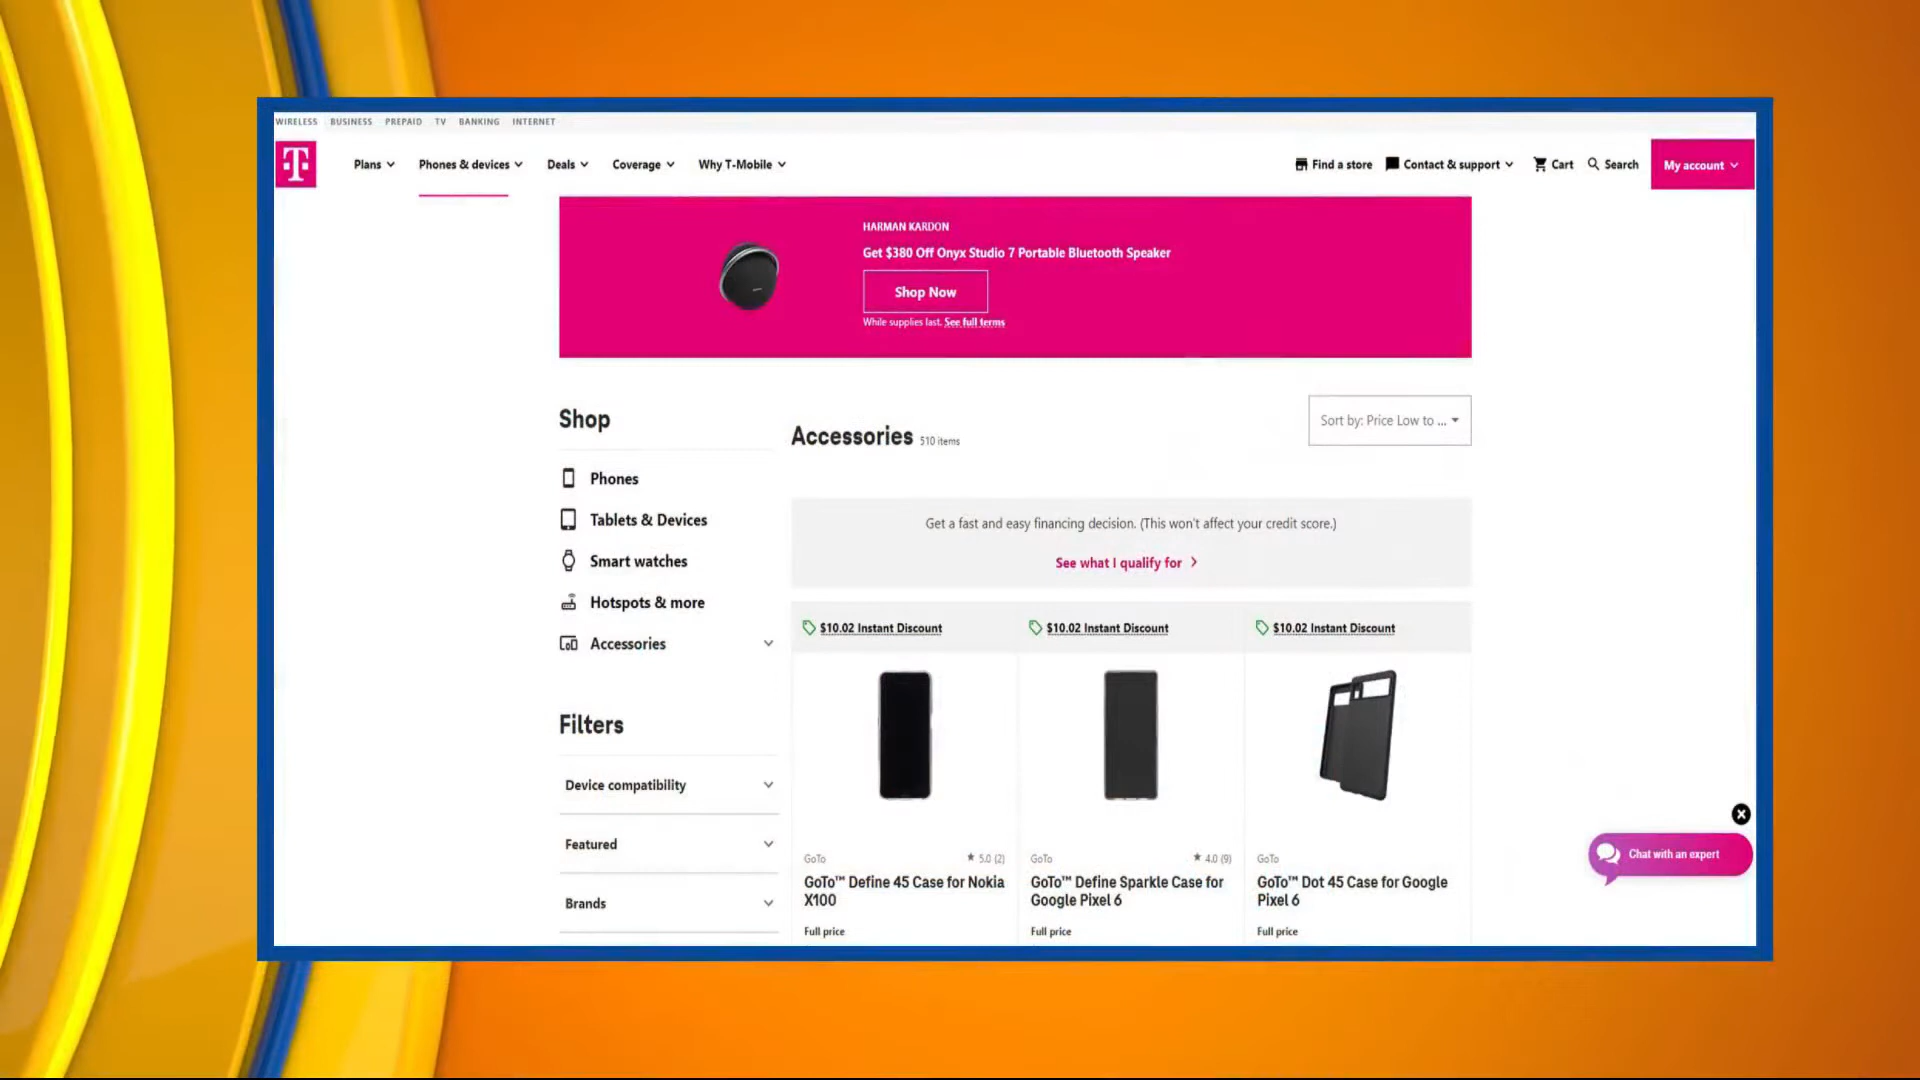 WIRELESS BUSINESS PREPAID TV BANKING INTERNET
T
Plans Phones & devices Deals Coverage Why T-Mobile Find a store Contact & support Cart Search My account
HARMAN KARDON
Get $380 Off Onyx Studio 7 Portable Bluetooth Speaker
Shop Now
While supplies last. See full terms
Shop
Phones
Tablets & Devices
Smart watches
Hotspots & more
Accessories
Filters
Device compatibility
Featured
Brands
Accessories 510 items
Sort by: Price Low to ...
Get a fast and easy financing decision. (This won't affect your credit score.)
See what I qualify for
$10.02 Instant Discount
GoTo 5.0 (2)
GoTo™ Define 45 Case for Nokia
X100
Full price
$10.02 Instant Discount
GoTo 4.0 (9)
GoTo™ Define Sparkle Case for
Google Pixel 6
Full price
$10.02 Instant Discount
GoTo
GoTo™ Dot 45 Case for Google
Pixel 6
Full price
Chat with an expert